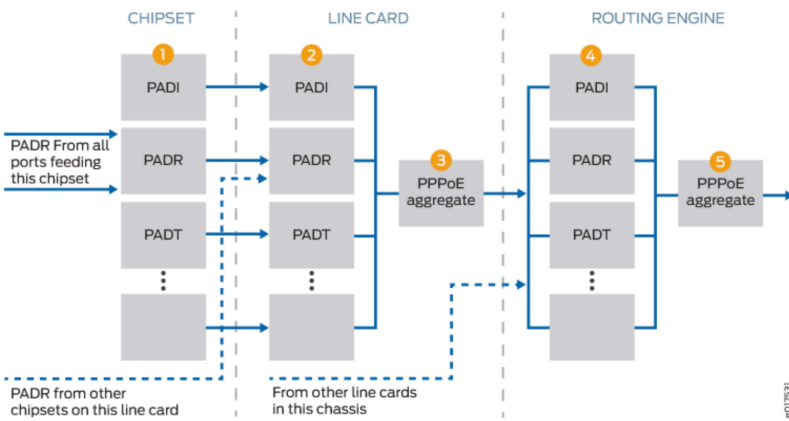 CHIPSET
LINE CARD
ROUTING ENGINE
1
2
4
PADI
PADI
PADI
PADR From all
ports feeding
this chipset
PADR
PADR
PADR
3
PPPoE
aggregate
5
PPPoE
aggregate
PADT
PADT
PADT
PADR from other
chipsets on this line card
From other line cards
in this chassis
g017531